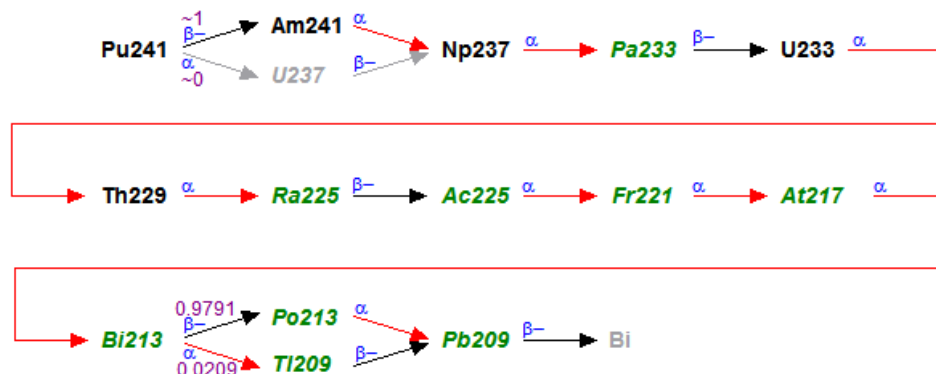 ~1
β− Am241 α
Pu241 Np237 α Pa233 β− U233 α
α U237 β−
~0
Th229 α Ra225 β− Ac225 α Fr221 α At217 α
0.9791
β− Po213 α
Bi213 Pb209 β− Bi
α Tl209 β−
0.0209